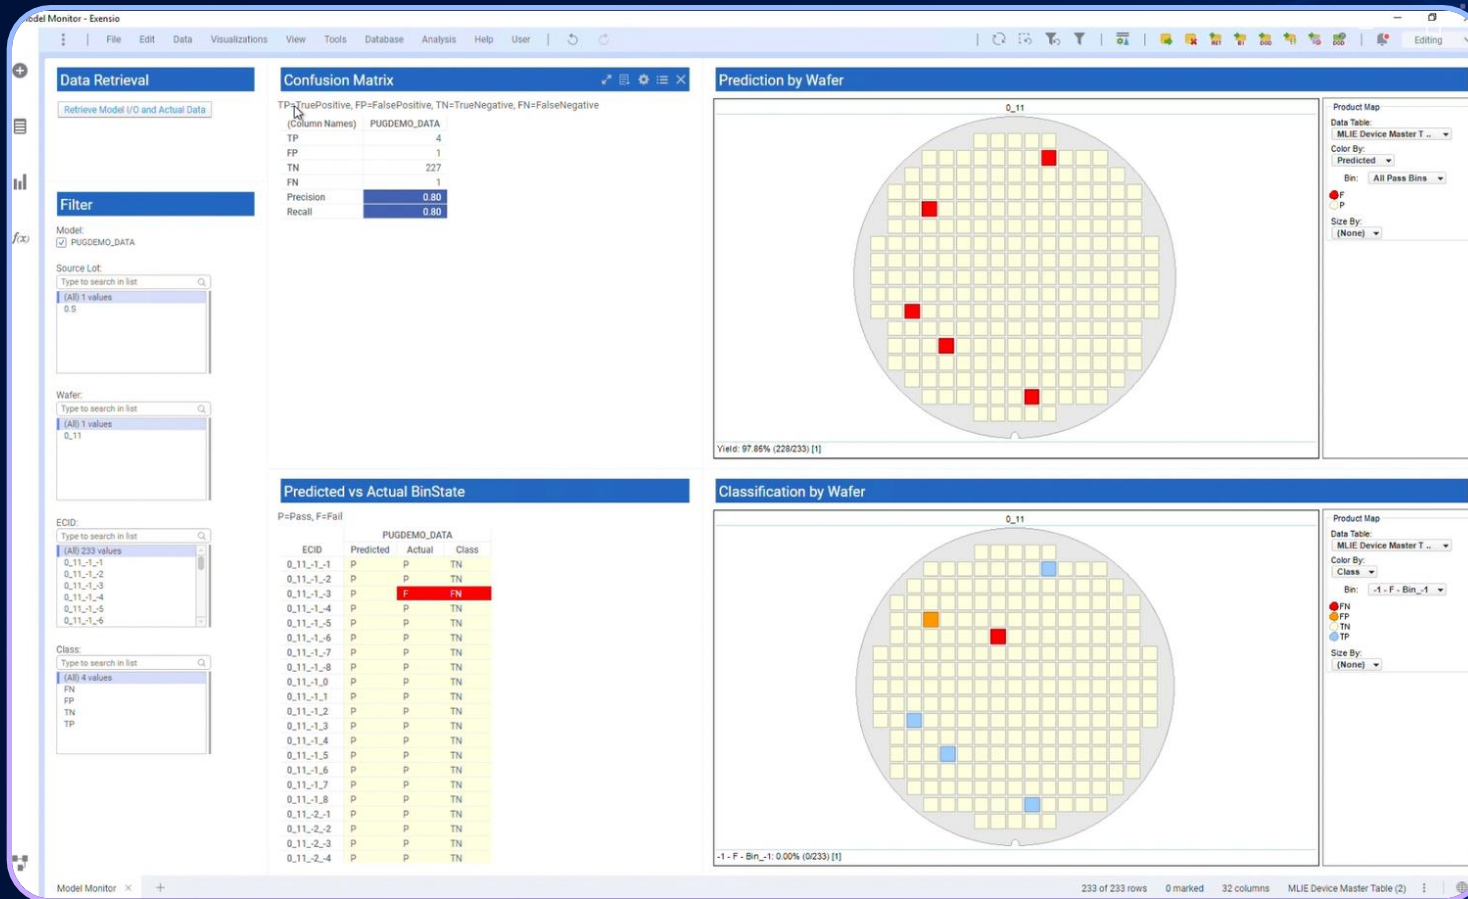 Model Monitor - Exensio
File Edit Data Visualizations View Tools Database Analysis Help User
Editing
Data Retrieval
Retrieve Model I/O and Actual Data
Filter
Model:
PUGDEMO_DATA
Source Lot:
Type to search in list
(All) 1 values
0.S
Wafer:
Type to search in list
(All) 1 values
0_11
ECID:
Type to search in list
(All) 233 values
0_11_-1_-1
0_11_-1_-2
0_11_-1_-3
0_11_-1_-4
0_11_-1_-5
0_11_-1_-6
Class:
Type to search in list
(All) 4 values
FN
FP
TN
TP
Confusion Matrix
TP=TruePositive, FP=FalsePositive, TN=TrueNegative, FN=FalseNegative
(Column Names) PUGDEMO_DATA
TP 4
FP 1
TN 227
FN 1
Precision 0.80
Recall 0.80
Prediction by Wafer
0_11
Yield: 97.86% (228/233) [1]
Product Map
Data Table:
MLIE Device Master T ..
Color By:
Predicted
Bin: All Pass Bins
F
P
Size By:
(None)
Predicted vs Actual BinState
P=Pass, F=Fail
PUGDEMO_DATA
ECID Predicted Actual Class
0_11_-1_-1 P P TN
0_11_-1_-2 P P TN
0_11_-1_-3 P F FN
0_11_-1_-4 P P TN
0_11_-1_-5 P P TN
0_11_-1_-6 P P TN
0_11_-1_-7 P P TN
0_11_-1_-8 P P TN
0_11_-1_0 P P TN
0_11_-1_1 P P TN
0_11_-1_2 P P TN
0_11_-1_3 P P TN
0_11_-1_4 P P TN
0_11_-1_5 P P TN
0_11_-1_6 P P TN
0_11_-1_7 P P TN
0_11_-1_8 P P TN
0_11_-2_-1 P P TN
0_11_-2_-2 P P TN
0_11_-2_-3 P P TN
0_11_-2_-4 P P TN
Classification by Wafer
0_11
-1 - F - Bin_-1: 0.00% (0/233) [1]
Product Map
Data Table:
MLIE Device Master T ..
Color By:
Class
Bin: -1 - F - Bin_-1
FN
FP
TN
TP
Size By:
(None)
Model Monitor
233 of 233 rows 0 marked 32 columns MLIE Device Master Table (2)